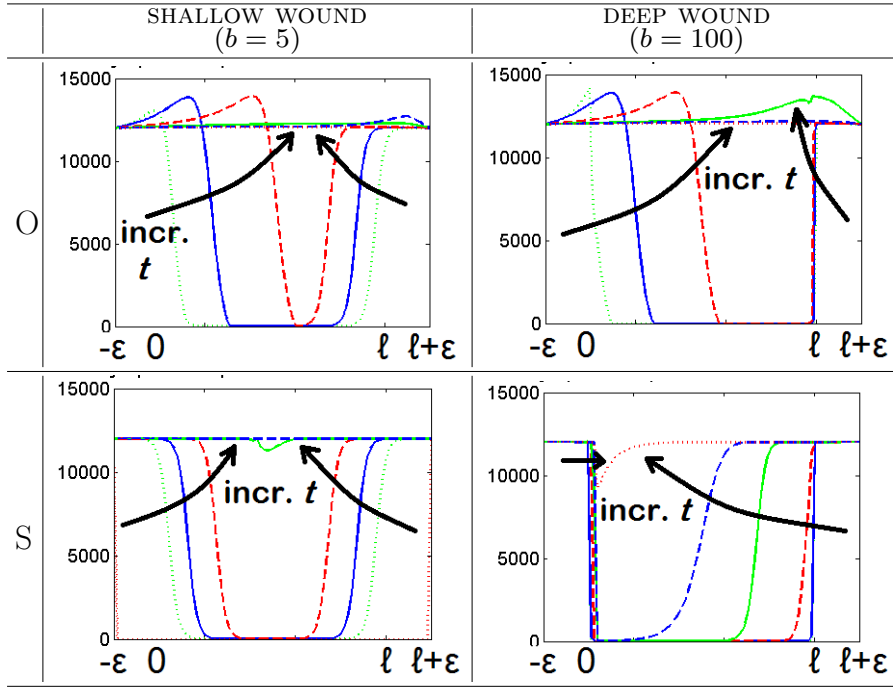 SHALLOW WOUND DEEP WOUND
(b = 5) (b = 100)
O
15000
10000
5000
0
incr.
t
-ε 0 ℓ ℓ+ε
15000
10000
5000
0
incr. t
-ε 0 ℓ ℓ+ε
S
15000
10000
5000
0
incr. t
-ε 0 ℓ ℓ+ε
15000
10000
5000
0
incr. t
-ε 0 ℓ ℓ+ε